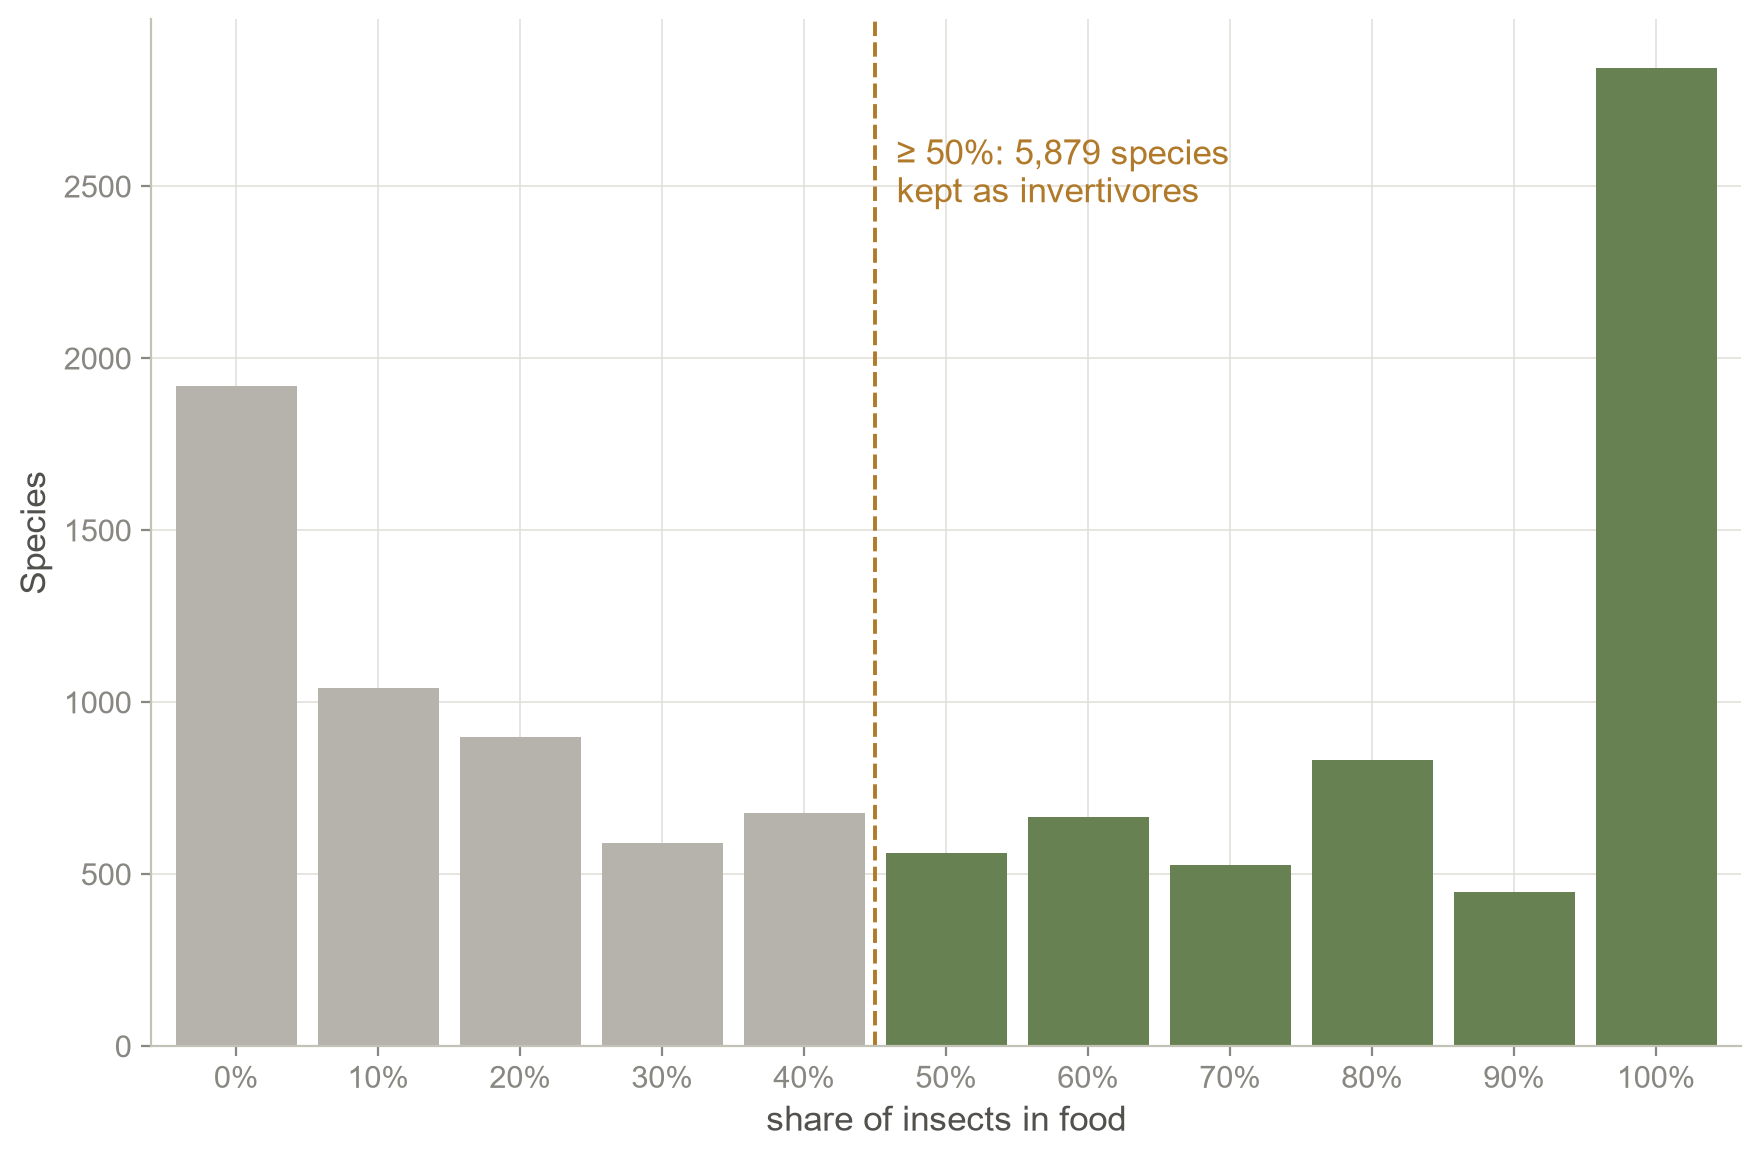 ≥ 50%: 5,879 species
kept as invertivores
2500
2000
1500
1000
500
0
Species
0% 10% 20% 30% 40% 50% 60% 70% 80% 90% 100%
share of insects in food